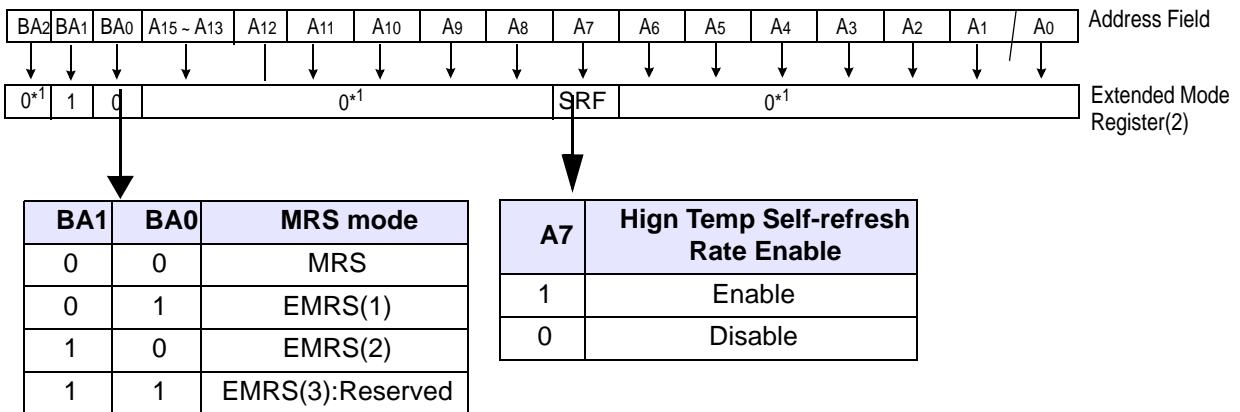 BA2 BA1 BA0 A15 ~ A13 A12 A11 A10 A9 A8 A7 A6 A5 A4 A3 A2 A1 A0 Address Field
0*1 1 0 0*1 SRF 0*1 Extended Mode
Register(2)
BA1 BA0 MRS mode
0 0 MRS
0 1 EMRS(1)
1 0 EMRS(2)
1 1 EMRS(3):Reserved
A7 Hign Temp Self-refresh
Rate Enable
1 Enable
0 Disable